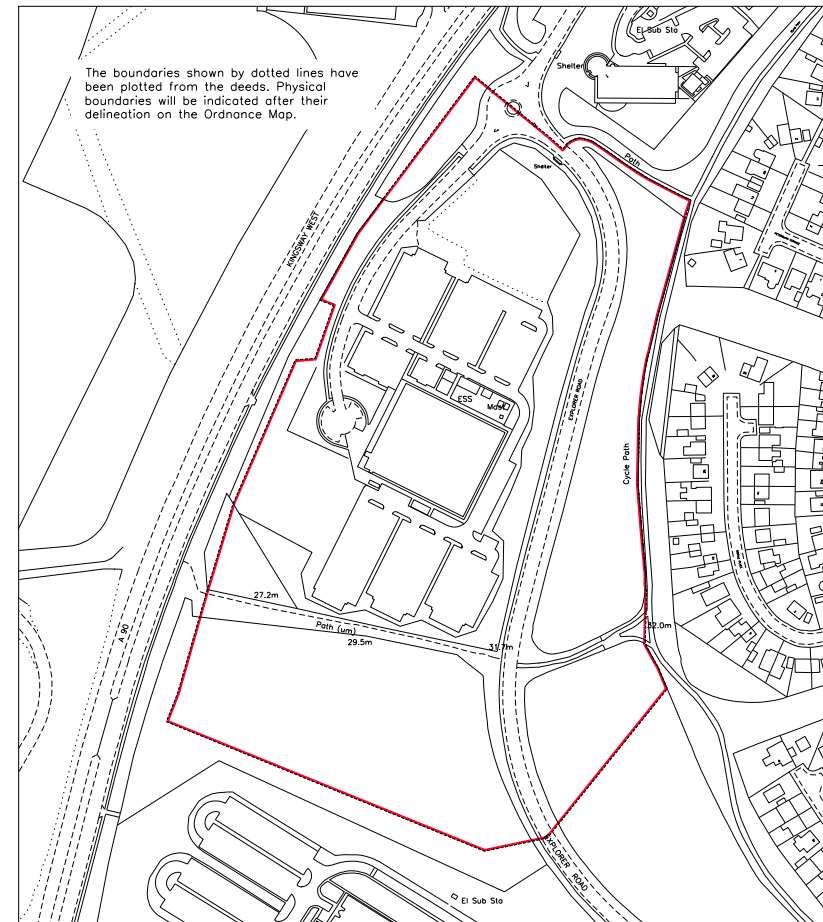 El Sub Sta
Shelter
The boundaries shown by dotted lines have
been plotted from the deeds. Physical
boundaries will be indicated after their
delineation on the Ordnance Map.
Path
Shelter
KINGSWAY WEST
EXPLORER ROAD
ESS
Mast
Cycle Path
27.2m
A 90
Path (um)
29.5m
31.7m
32.0m
EXPLORER ROAD
El Sub Sta